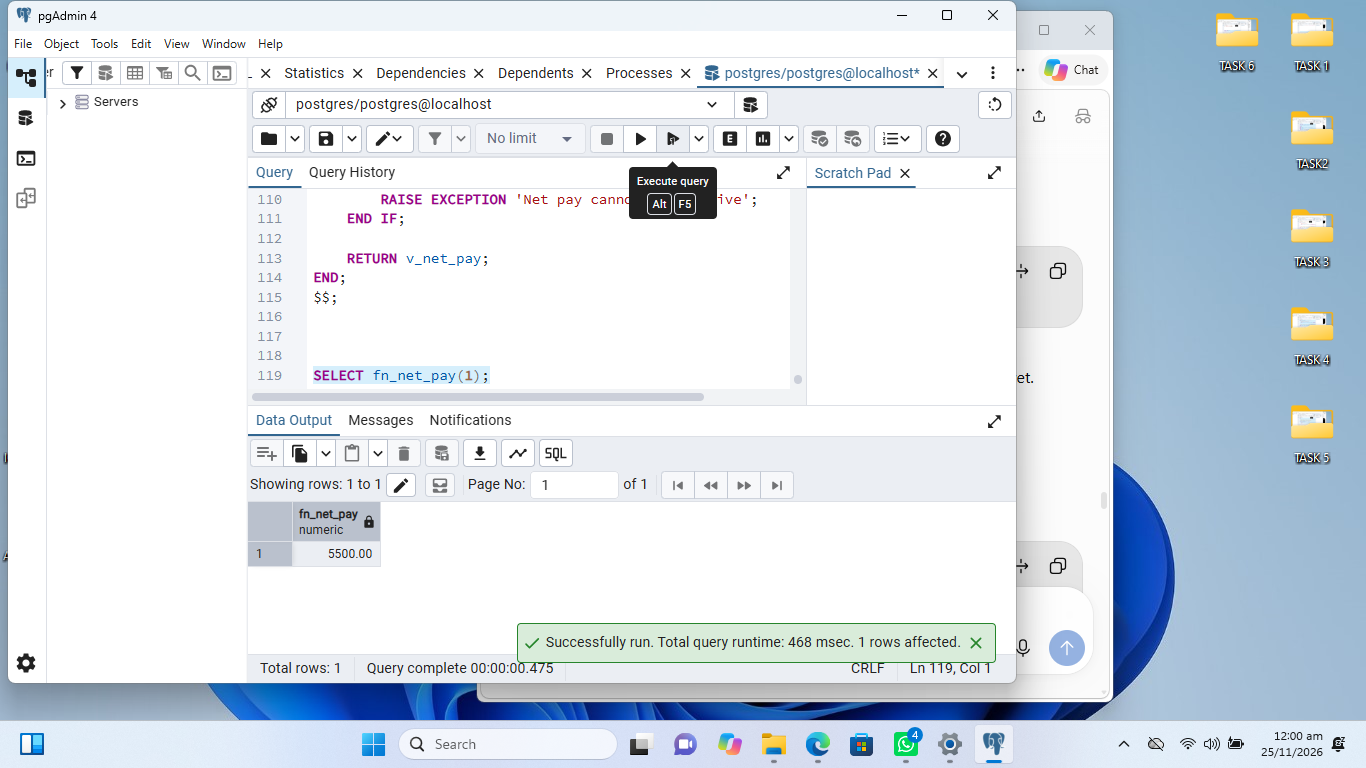 pgAdmin 4
File Object Tools Edit View Window Help
er
Servers
L Statistics Dependencies Dependents Processes postgres/postgres@localhost*
postgres/postgres@localhost
No limit
E
Query Query History
Execute query
Alt F5
Scratch Pad
110 RAISE EXCEPTION 'Net pay canno ive';
111 END IF;
112
113 RETURN v_net_pay;
114 END;
115 $$;
116
117
118
119 SELECT fn_net_pay(1);
Data Output Messages Notifications
SQL
Showing rows: 1 to 1 Page No: 1 of 1
fn_net_pay
numeric
1 5500.00
Successfully run. Total query runtime: 468 msec. 1 rows affected.
Total rows: 1 Query complete 00:00:00.475 CRLF Ln 119, Col 1
Chat
et.
TASK 6
TASK 1
TASK2
TASK 3
TASK 4
TASK 5
Search
4
12:00 am
25/11/2026